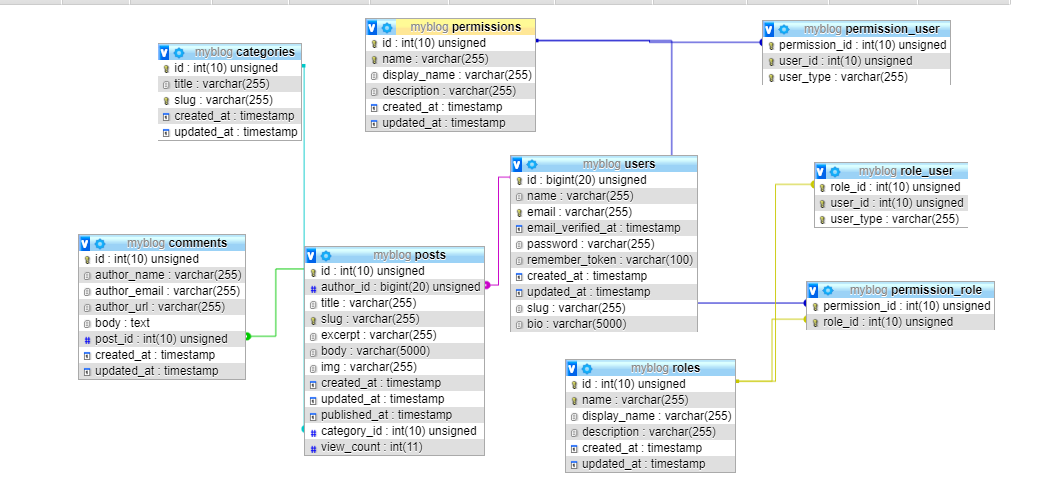 myblog permissions
id : int(10) unsigned
name : varchar(255)
display_name : varchar(255)
description : varchar(255)
created_at : timestamp
updated_at : timestamp
myblog permission_user
permission_id : int(10) unsigned
user_id : int(10) unsigned
user_type : varchar(255)
myblog categories
id : int(10) unsigned
title : varchar(255)
slug : varchar(255)
created_at : timestamp
updated_at : timestamp
myblog users
id : bigint(20) unsigned
name : varchar(255)
email : varchar(255)
email_verified_at : timestamp
password : varchar(255)
remember_token : varchar(100)
created_at : timestamp
updated_at : timestamp
slug : varchar(255)
bio : varchar(5000)
myblog role_user
role_id : int(10) unsigned
user_id : int(10) unsigned
user_type : varchar(255)
myblog comments
id : int(10) unsigned
author_name : varchar(255)
author_email : varchar(255)
author_url : varchar(255)
body : text
post_id : int(10) unsigned
created_at : timestamp
updated_at : timestamp
myblog posts
id : int(10) unsigned
author_id : bigint(20) unsigned
title : varchar(255)
slug : varchar(255)
excerpt : varchar(255)
body : varchar(5000)
img : varchar(255)
created_at : timestamp
updated_at : timestamp
published_at : timestamp
category_id : int(10) unsigned
view_count : int(11)
myblog permission_role
permission_id : int(10) unsigned
role_id : int(10) unsigned
myblog roles
id : int(10) unsigned
name : varchar(255)
display_name : varchar(255)
description : varchar(255)
created_at : timestamp
updated_at : timestamp